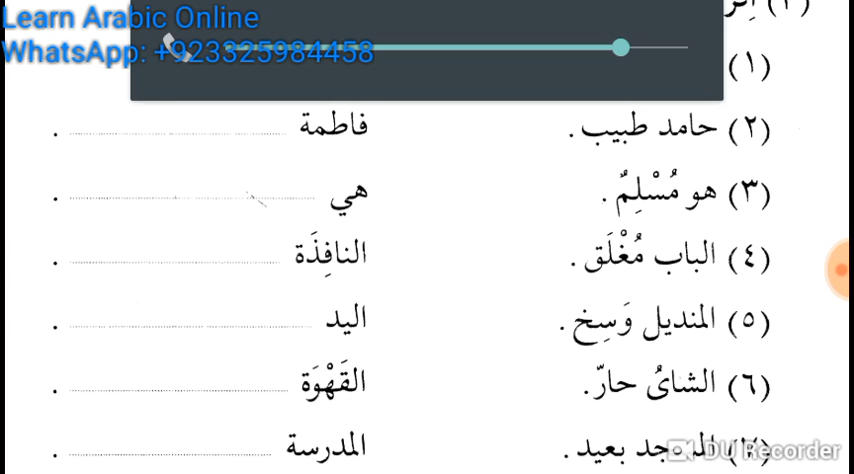 Learn Arabic Online
WhatsApp: +923325984458
(١)
(٢) حامد طبيب . فاطمة .
(٣) هو مُسْلِمٌ . هي .
(٤) الباب مُغْلَق . النافِذَة .
(٥) المنديل وَسِخ . اليد .
(٦) الشايُ حارّ . القَهْوَة .
بعيد . المدرسة .
DU Recorder